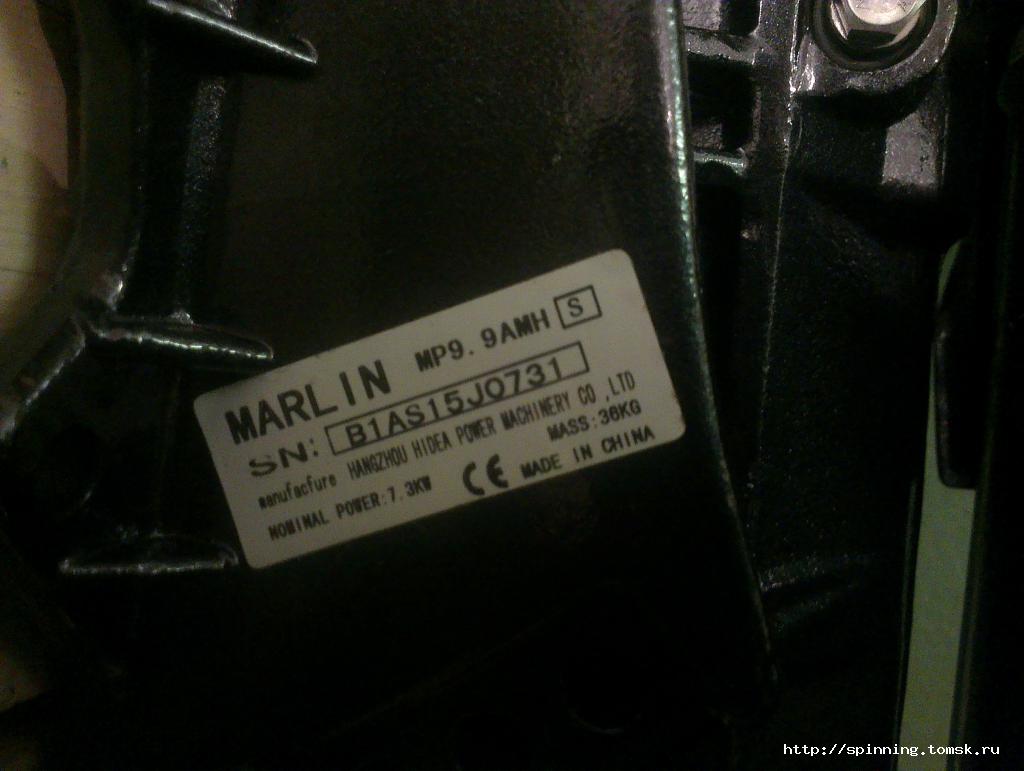 MARLIN MP9.9AMH S
SN: B1AS15J0731
manufacfure HANGZHOU HIDEA POWER MACHINERY CO ,LTD
MASS:36KG
NOMINAL POWER:7.3KW CE MADE IN CHINA
http://spinning.tomsk.ru